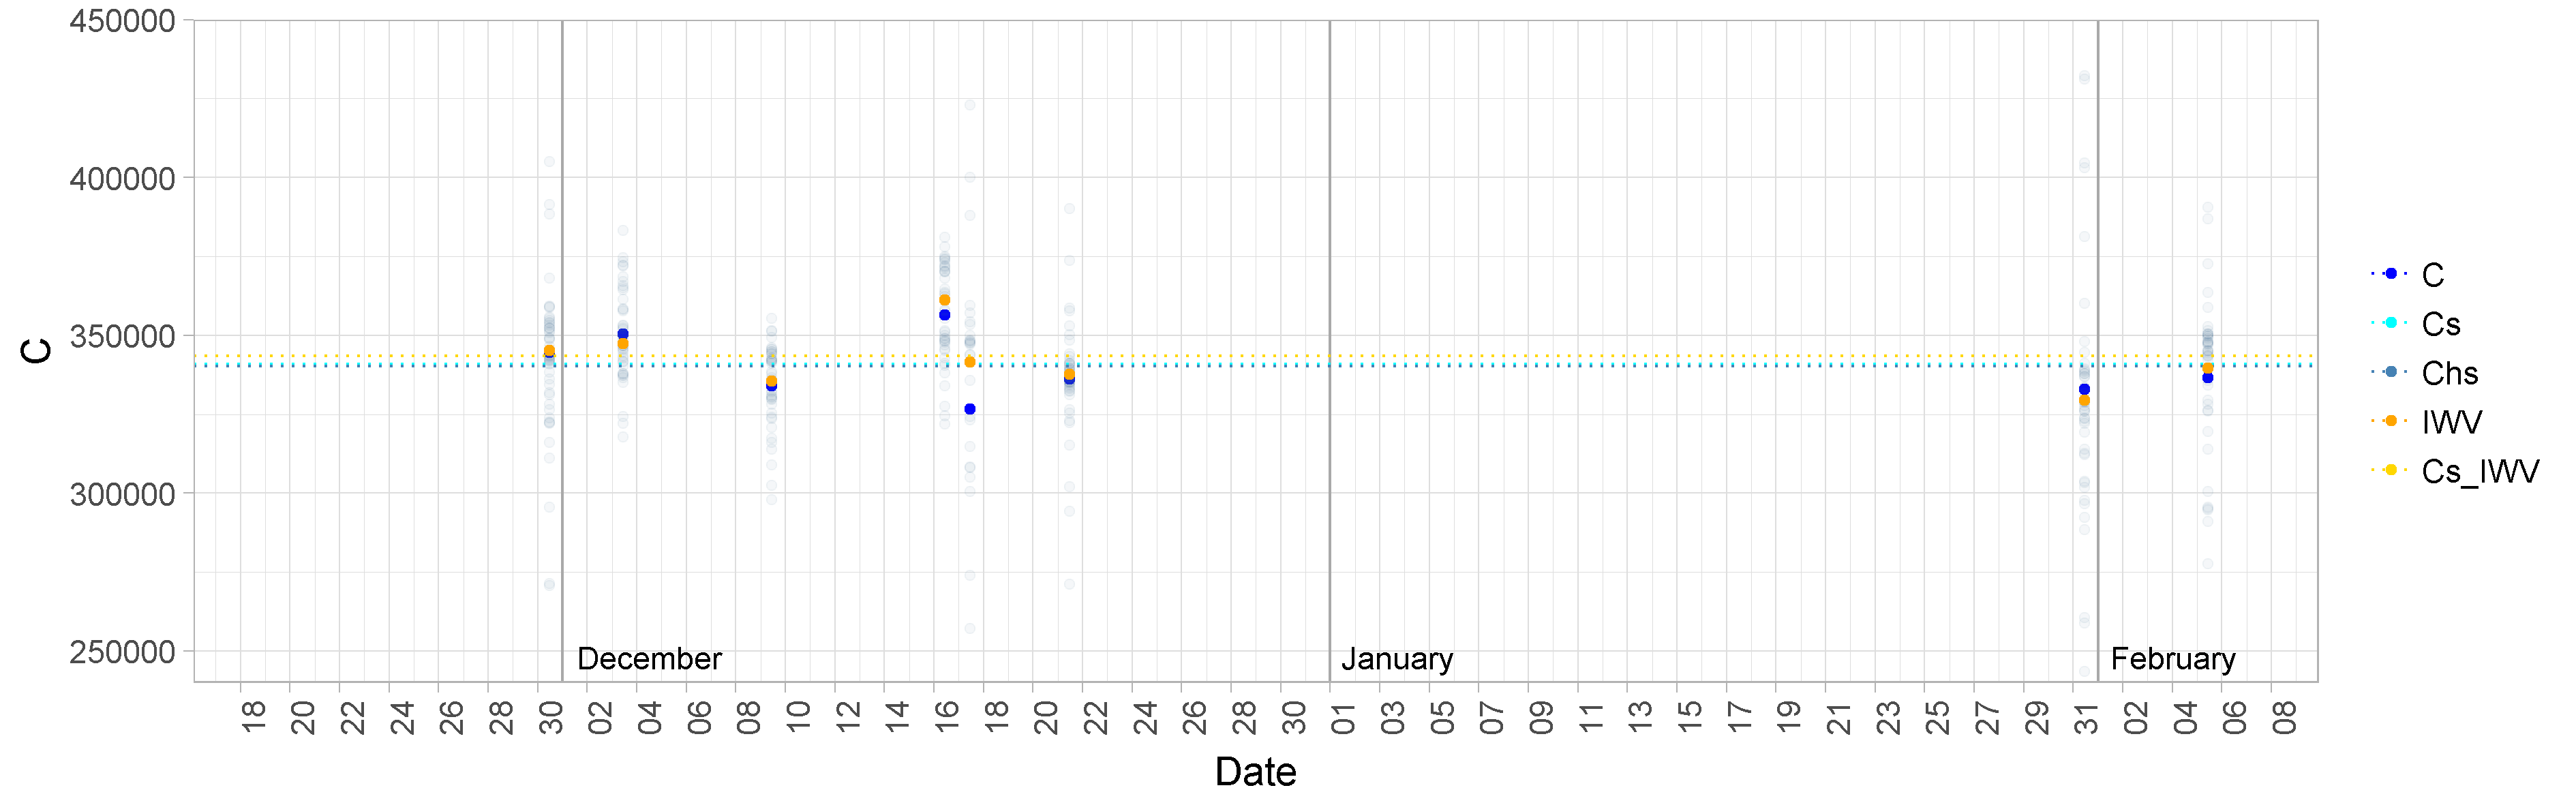 450000
400000
350000
300000
250000
C
December
January
February
18 20 22 24 26 28 30 02 04 06 08 10 12 14 16 18 20 22 24 26 28 30 01 03 05 07 09 11 13 15 17 19 21 23 25 27 29 31 02 04 06 08
Date
C
Cs
Chs
IWV
Cs_IWV